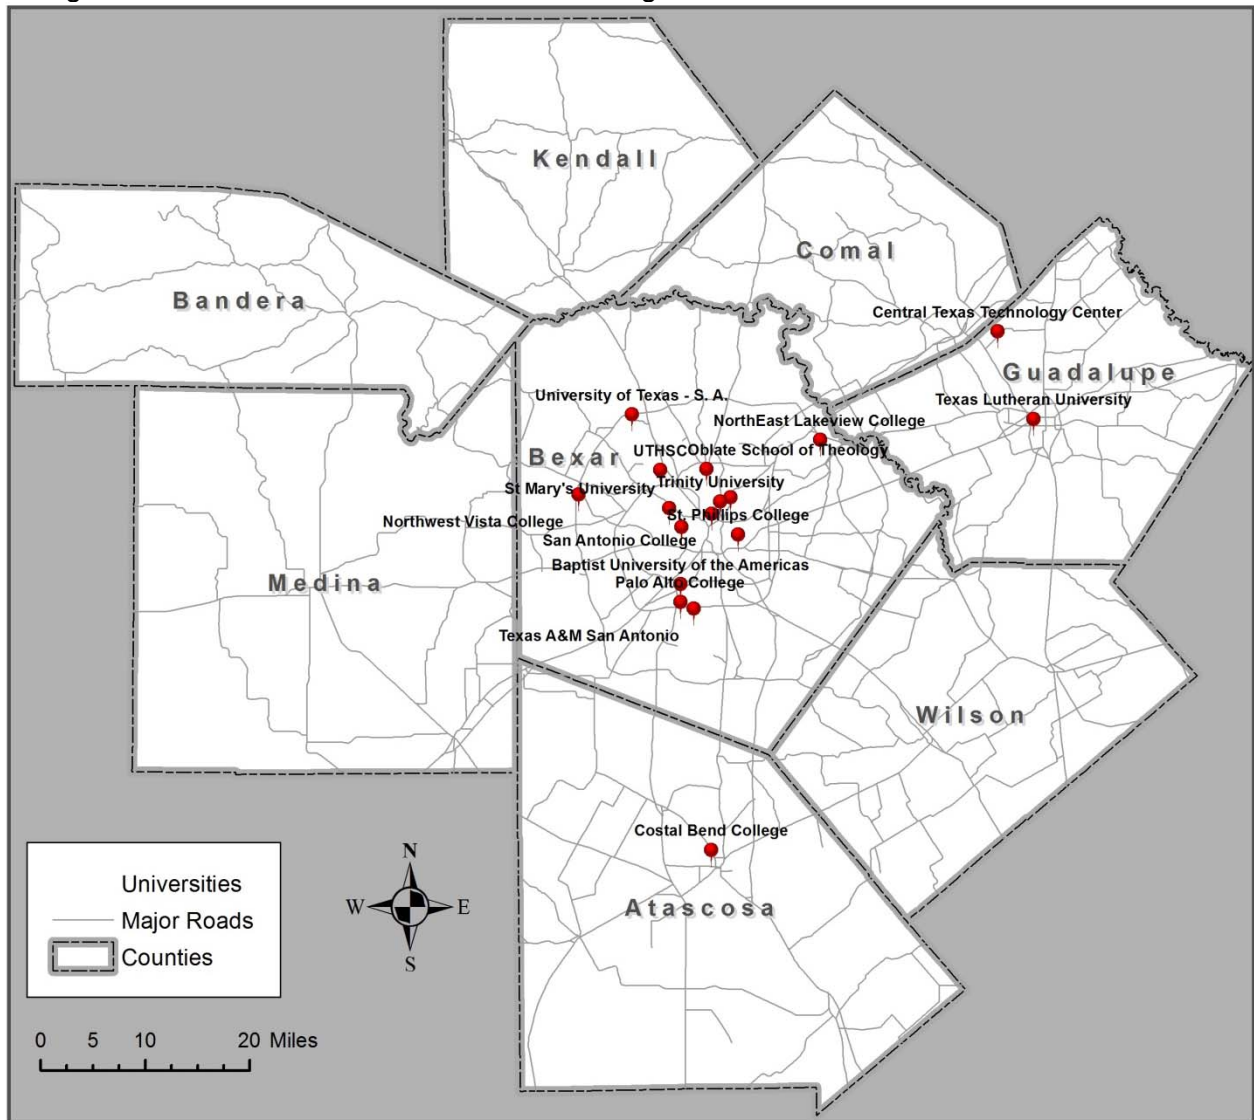 Kendall
Comal
Bandera
Central Texas Technology Center
Guadalupe
Texas Lutheran University
University of Texas - S. A.
NorthEast Lakeview College
Bexar
UTHSC
Oblate School of Theology
Trinity University
St Mary's University
St. Phillips College
Northwest Vista College
San Antonio College
Baptist University of the Americas
Palo Alto College
Medina
Texas A&M San Antonio
Wilson
Costal Bend College
Atascosa
Universities
Major Roads
Counties
N
W
E
S
0 5 10 20 Miles